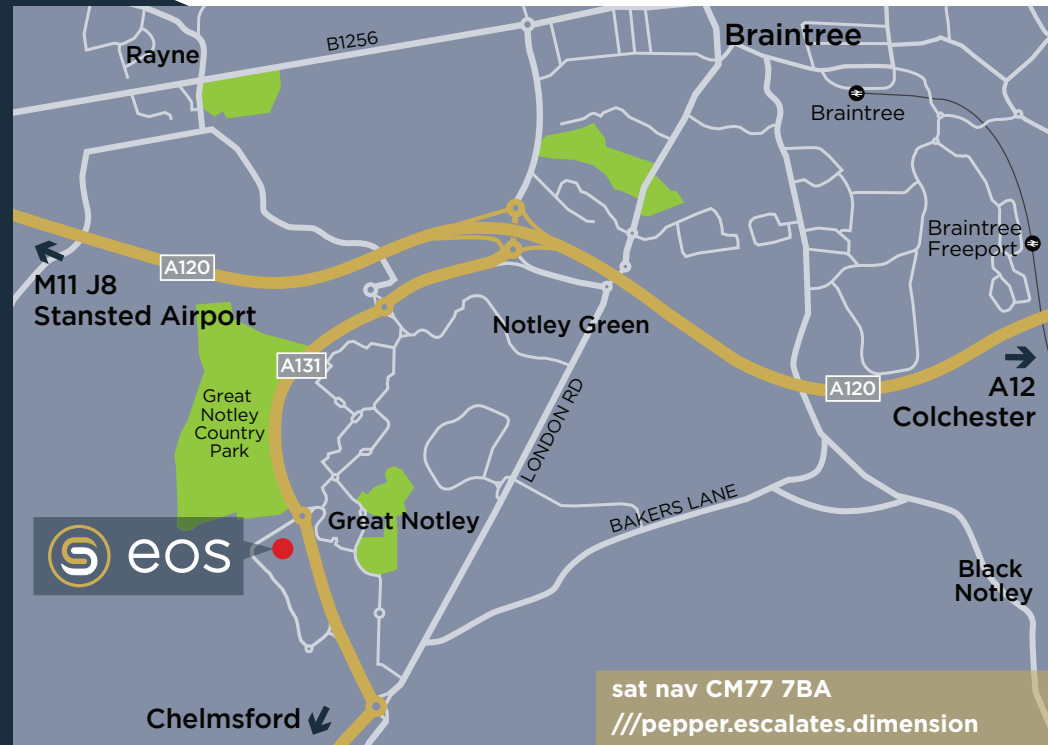 Rayne
B1256
Braintree
Braintree
Braintree
Freeport
A120
M11 J8
Stansted Airport
Notley Green
A131
Great
Notley
Country
Park
A120
A12
Colchester
LONDON RD
BAKERS LANE
Great Notley
S eos
Black
Notley
sat nav CM77 7BA
///pepper.escalates.dimension
Chelmsford